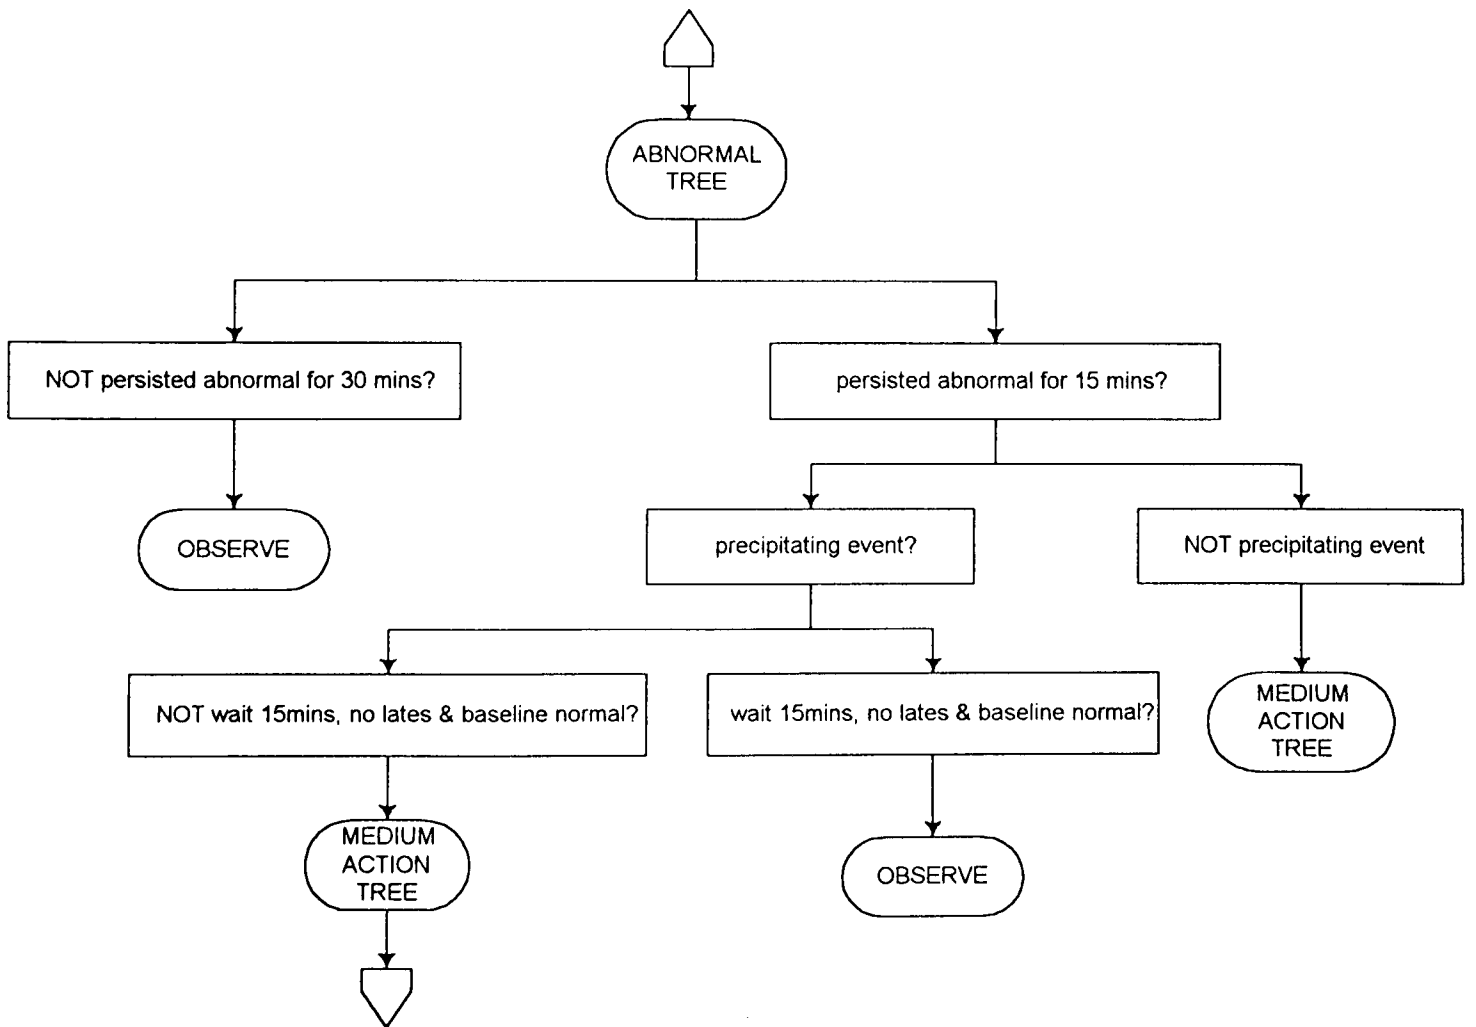 ABNORMAL
TREE
NOT persisted abnormal for 30 mins?
persisted abnormal for 15 mins?
OBSERVE
precipitating event?
NOT precipitating event
NOT wait 15mins, no lates & baseline normal?
wait 15mins, no lates & baseline normal?
MEDIUM
ACTION
TREE
MEDIUM
ACTION
TREE
OBSERVE